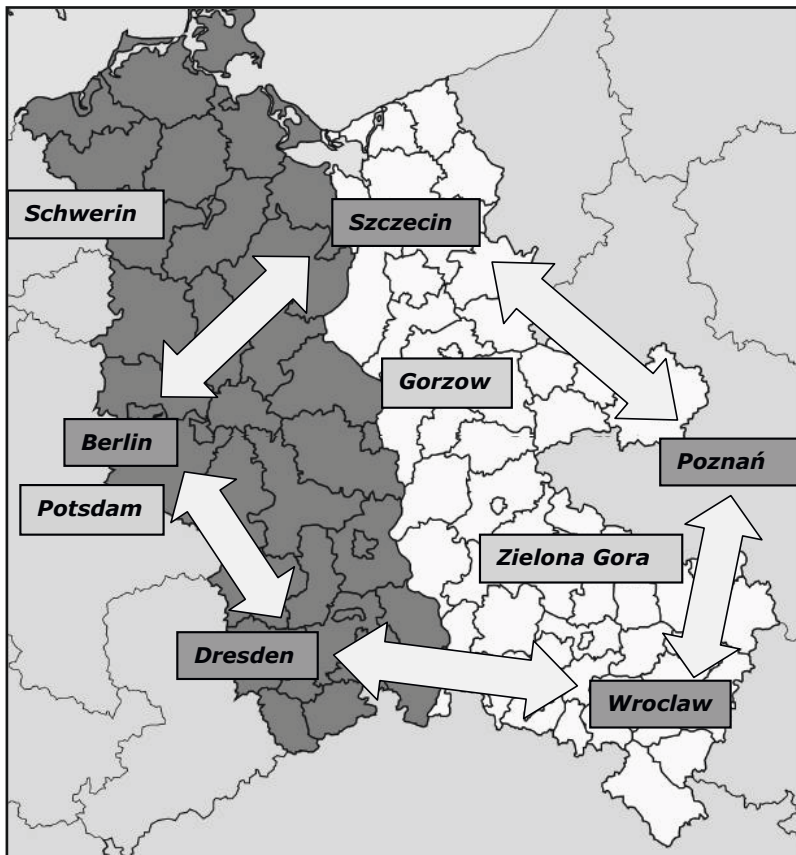 Schwerin
Szczecin
Gorzow
Berlin
Poznań
Potsdam
Zielona Gora
Dresden
Wroclaw